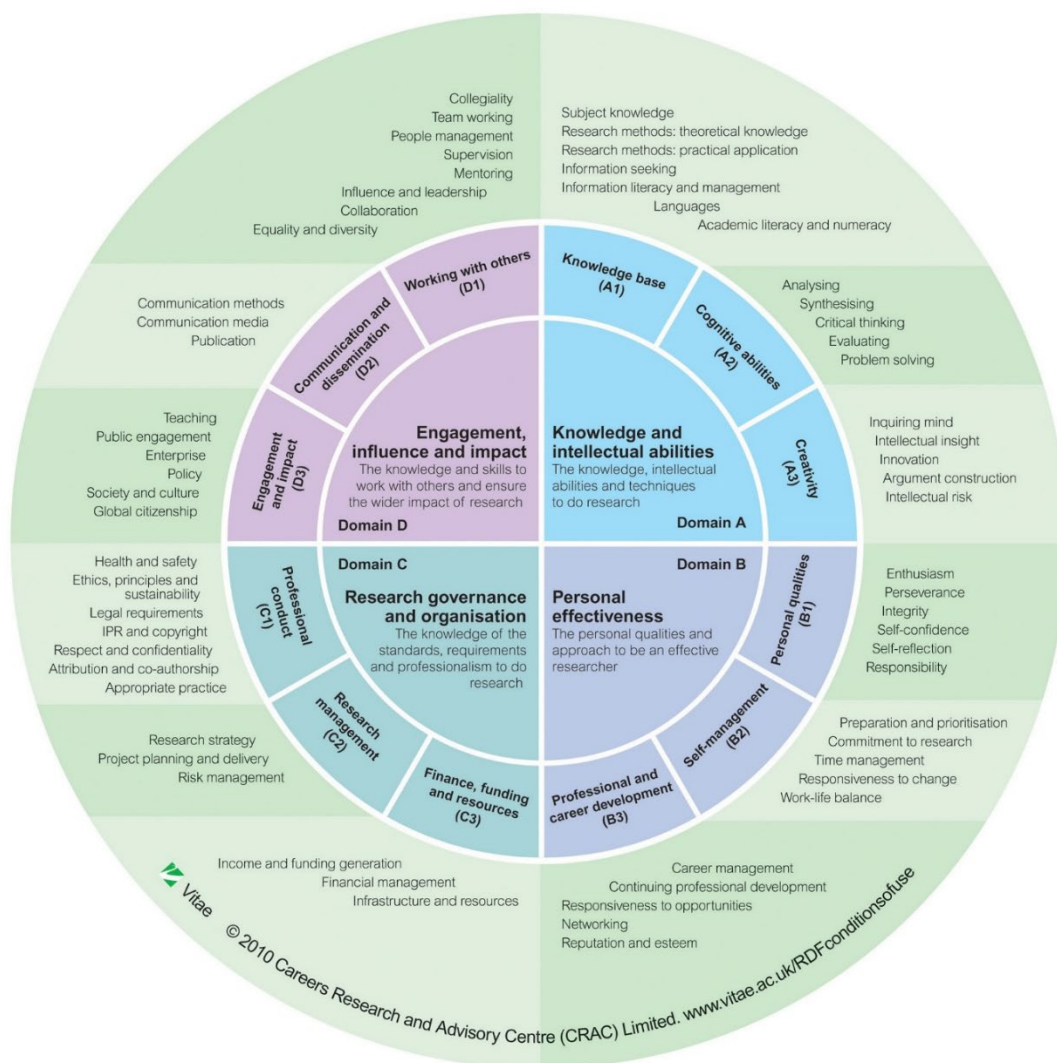 Collegiality
Team working
People management
Supervision
Mentoring
Influence and leadership
Collaboration
Equality and diversity
Subject knowledge
Research methods: theoretical knowledge
Research methods: practical application
Information seeking
Information literacy and management
Languages
Academic literacy and numeracy
Working with others
(D1)
Knowledge base
(A1)
Communication methods
Communication media
Publication
Communication and
dissemination
(D2)
Cognitive abilities
(A2)
Analysing
Synthesising
Critical thinking
Evaluating
Problem solving
Teaching
Public engagement
Enterprise
Policy
Society and culture
Global citizenship
Engagement
and impact
(D3)
Engagement,
influence and impact
The knowledge and skills to
work with others and ensure
the wider impact of research
Domain D
Knowledge and
intellectual abilities
The knowledge, intellectual
abilities and techniques
to do research
Domain A
Creativity
(A3)
Inquiring mind
Intellectual insight
Innovation
Argument construction
Intellectual risk
Health and safety
Ethics, principles and
sustainability
Legal requirements
IPR and copyright
Respect and confidentiality
Attribution and co-authorship
Appropriate practice
Professional
conduct
(C1)
Domain C
Research governance
and organisation
The knowledge of the
standards, requirements
and professionalism to do
research
Domain B
Personal
effectiveness
The personal qualities and
approach to be an effective
researcher
Personal qualities
(B1)
Enthusiasm
Perseverance
Integrity
Self-confidence
Self-reflection
Responsibility
Research strategy
Project planning and delivery
Risk management
Research
management
(C2)
Self-management
(B2)
Preparation and prioritisation
Commitment to research
Time management
Responsiveness to change
Work-life balance
Finance, funding
and resources
(C3)
Professional and
career development
(B3)
Income and funding generation
Financial management
Infrastructure and resources
Career management
Continuing professional development
Responsiveness to opportunities
Networking
Reputation and esteem
Vitae © 2010 Careers Research and Advisory Centre (CRAC) Limited. www.vitae.ac.uk/RDFconditionsofuse